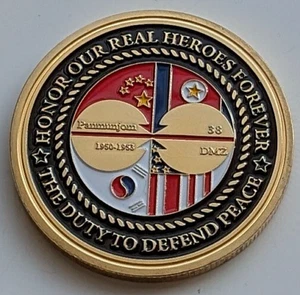 HONOR OUR REAL HEROES FOREVER
Panmunjom
38
1950-1953
DMZ
THE DUTY TO DEFEND PEACE